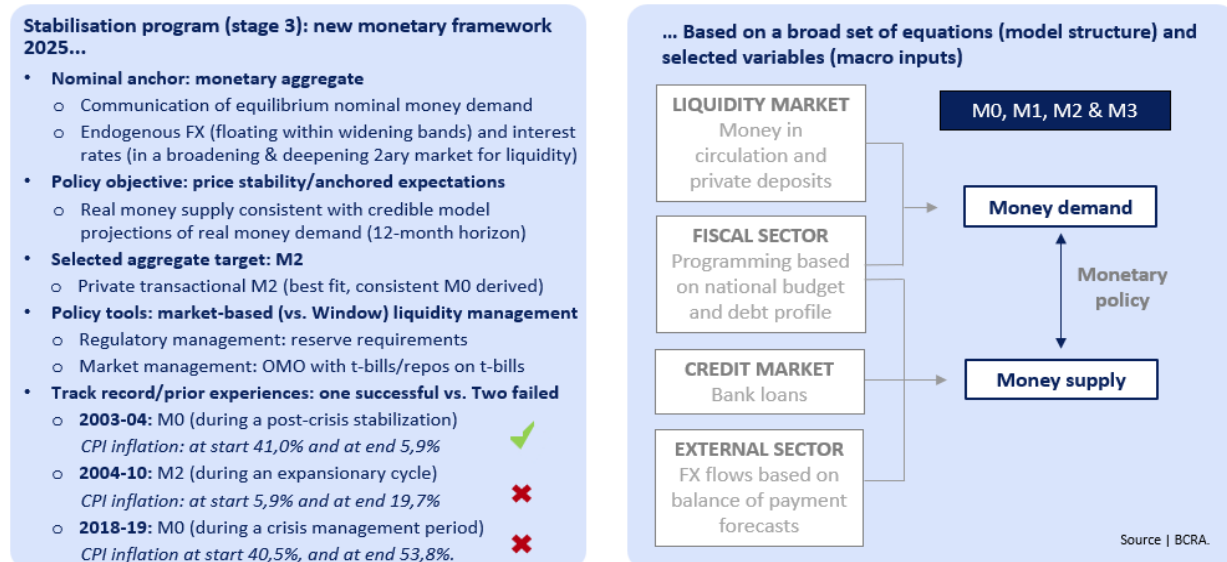 Stabilisation program (stage 3): new monetary framework
2025...
• Nominal anchor: monetary aggregate
o Communication of equilibrium nominal money demand
o Endogenous FX (floating within widening bands) and interest
rates (in a broadening & deepening 2ary market for liquidity)
• Policy objective: price stability/anchored expectations
o Real money supply consistent with credible model
projections of real money demand (12-month horizon)
• Selected aggregate target: M2
o Private transactional M2 (best fit, consistent M0 derived)
• Policy tools: market-based (vs. Window) liquidity management
o Regulatory management: reserve requirements
o Market management: OMO with t-bills/repos on t-bills
• Track record/prior experiences: one successful vs. Two failed
o 2003-04: M0 (during a post-crisis stabilization)
CPI inflation: at start 41,0% and at end 5,9%
o 2004-10: M2 (during an expansionary cycle)
CPI inflation: at start 5,9% and at end 19,7%
o 2018-19: M0 (during a crisis management period)
CPI inflation at start 40,5%, and at end 53,8%.
... Based on a broad set of equations (model structure) and
selected variables (macro inputs)
LIQUIDITY MARKET
Money in
circulation and
private deposits
FISCAL SECTOR
Programming based
on national budget
and debt profile
CREDIT MARKET
Bank loans
EXTERNAL SECTOR
FX flows based on
balance of payment
forecasts
M0, M1, M2 & M3
Money demand
Monetary
policy
Money supply
Source | BCRA.